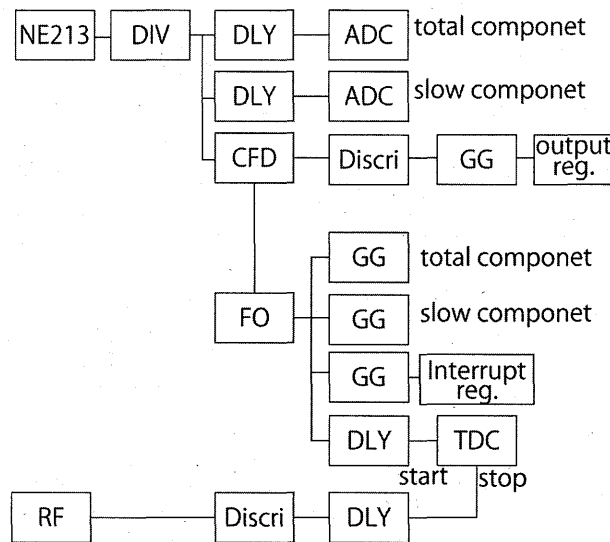 NE213 DIV DLY ADC total componet
DLY ADC slow componet
CFD Discri GG output
reg.
GG total componet
FO GG slow componet
GG Interrupt
reg.
DLY TDC
start stop
RF Discri DLY